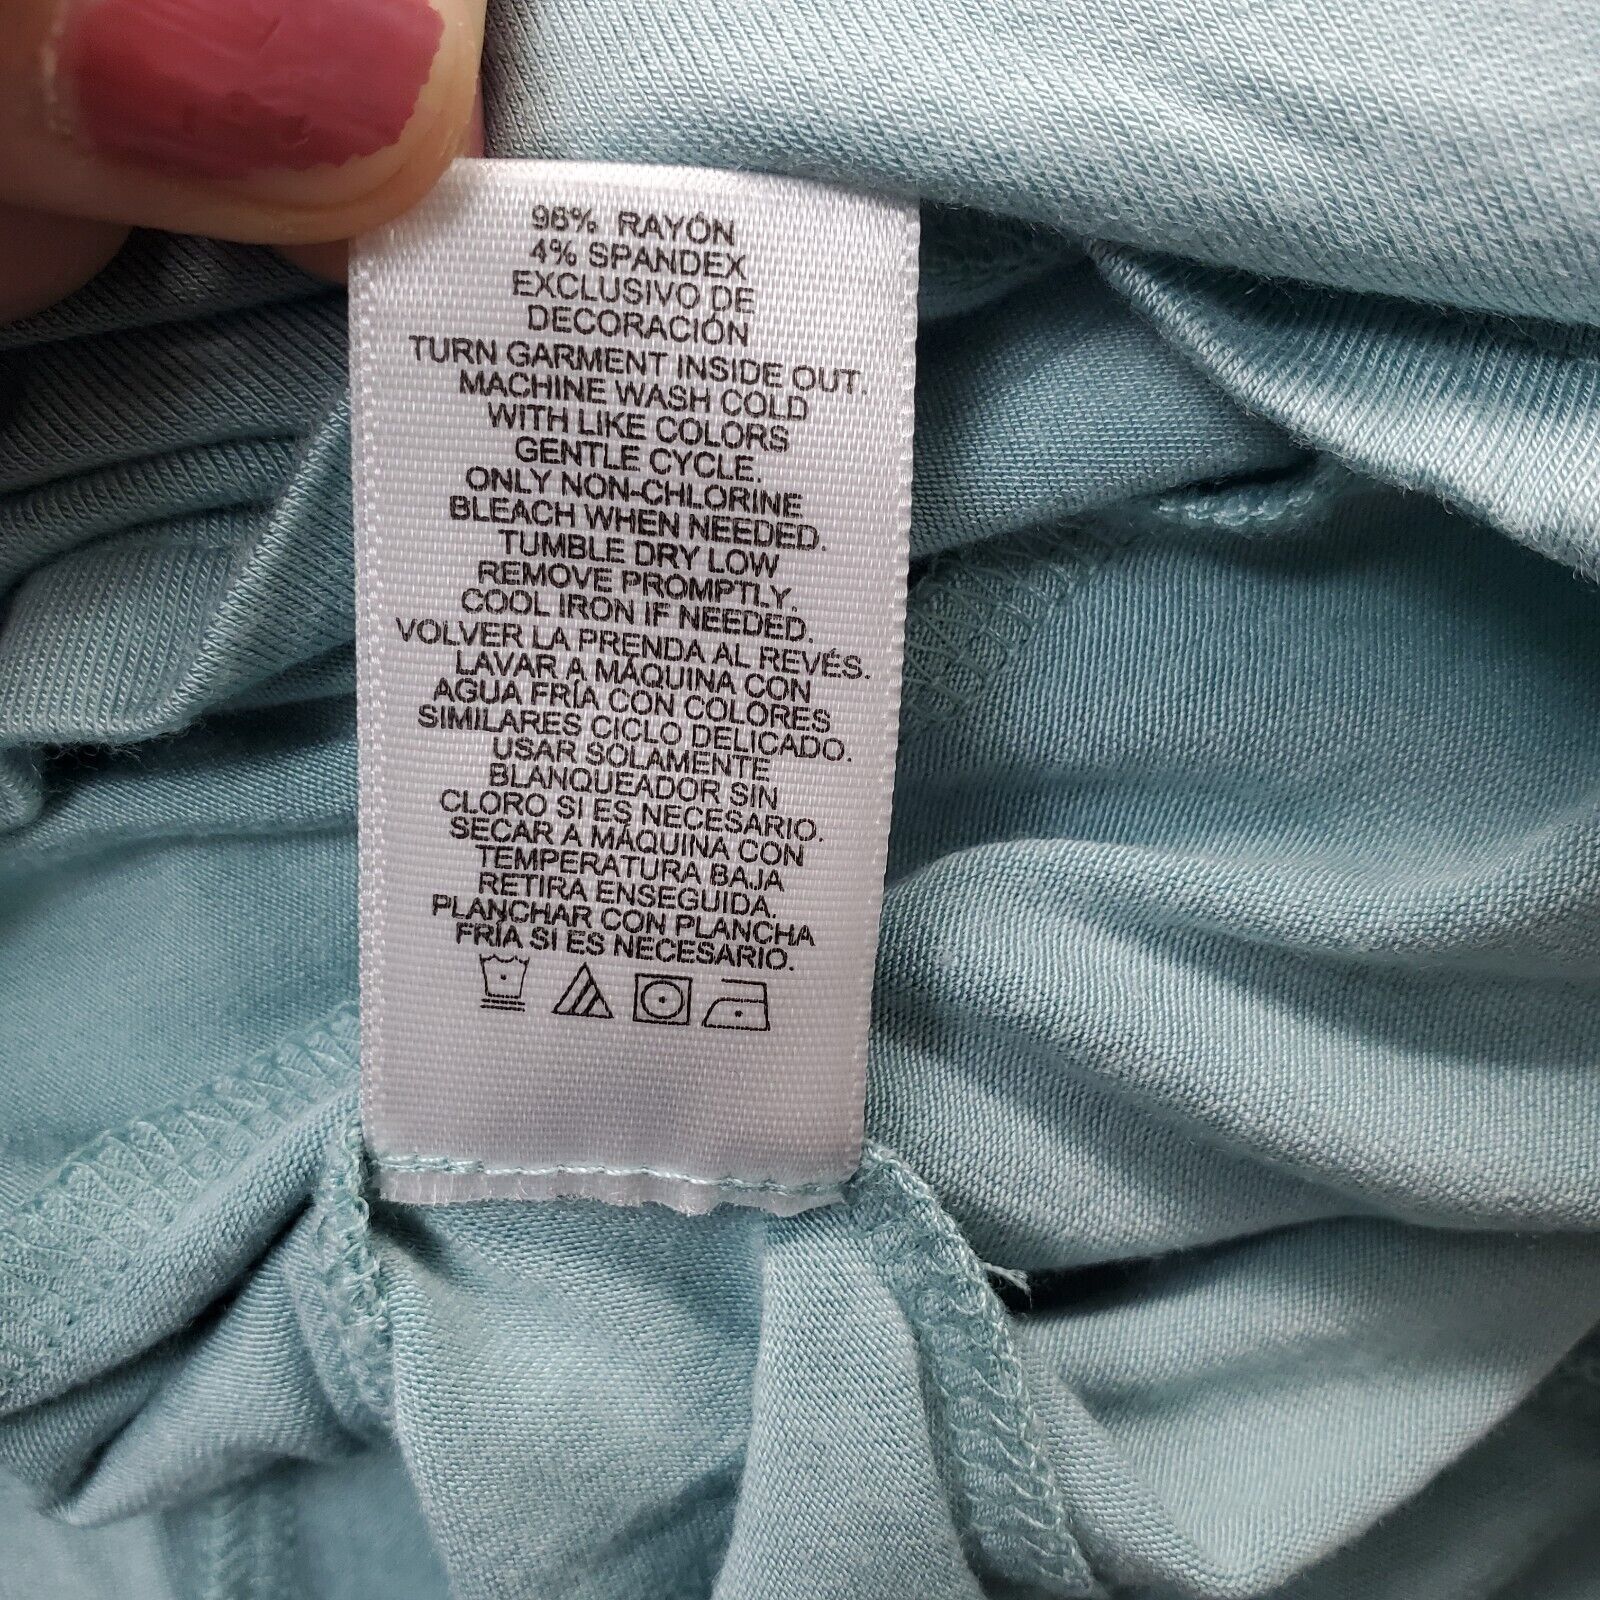 96% RAYÓN
4% SPANDEX
EXCLUSIVO DE
DECORACIÓN
TURN GARMENT INSIDE OUT.
MACHINE WASH COLD
WITH LIKE COLORS
GENTLE CYCLE.
ONLY NON-CHLORINE
BLEACH WHEN NEEDED.
TUMBLE DRY LOW
REMOVE PROMPTLY.
COOL IRON IF NEEDED.
VOLVER LA PRENDA AL REVÉS.
LAVAR A MÁQUINA CON
AGUA FRÍA CON COLORES
SIMILARES CICLO DELICADO.
USAR SOLAMENTE
BLANQUEADOR SIN
CLORO SI ES NECESARIO.
SECAR A MÁQUINA CON
TEMPERATURA BAJA
RETIRA ENSEGUIDA.
PLANCHAR CON PLANCHA
FRÍA SI ES NECESARIO.